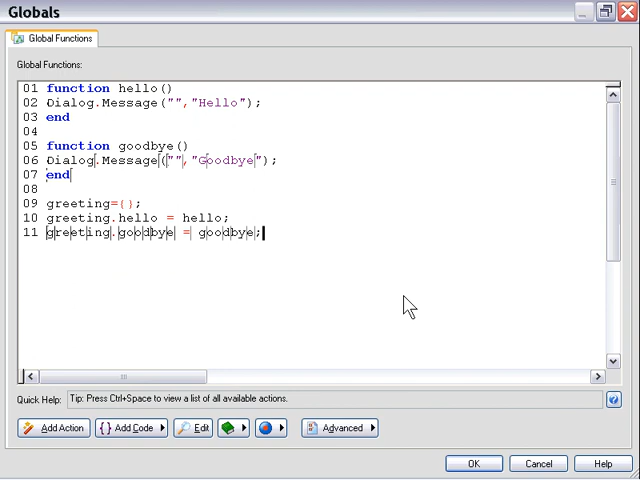 Globals
Global Functions
Global Functions:
01 function hello()
02 Dialog.Message("","Hello");
03 end
04
05 function goodbye()
06 Dialog.Message("","Goodbye");
07 end
08
09 greeting={};
10 greeting.hello = hello;
11 greeting.goodbye = goodbye;
Quick Help: Tip: Press Ctrl+Space to view a list of all available actions.
Add Action { } Add Code Edit Advanced
OK Cancel Help